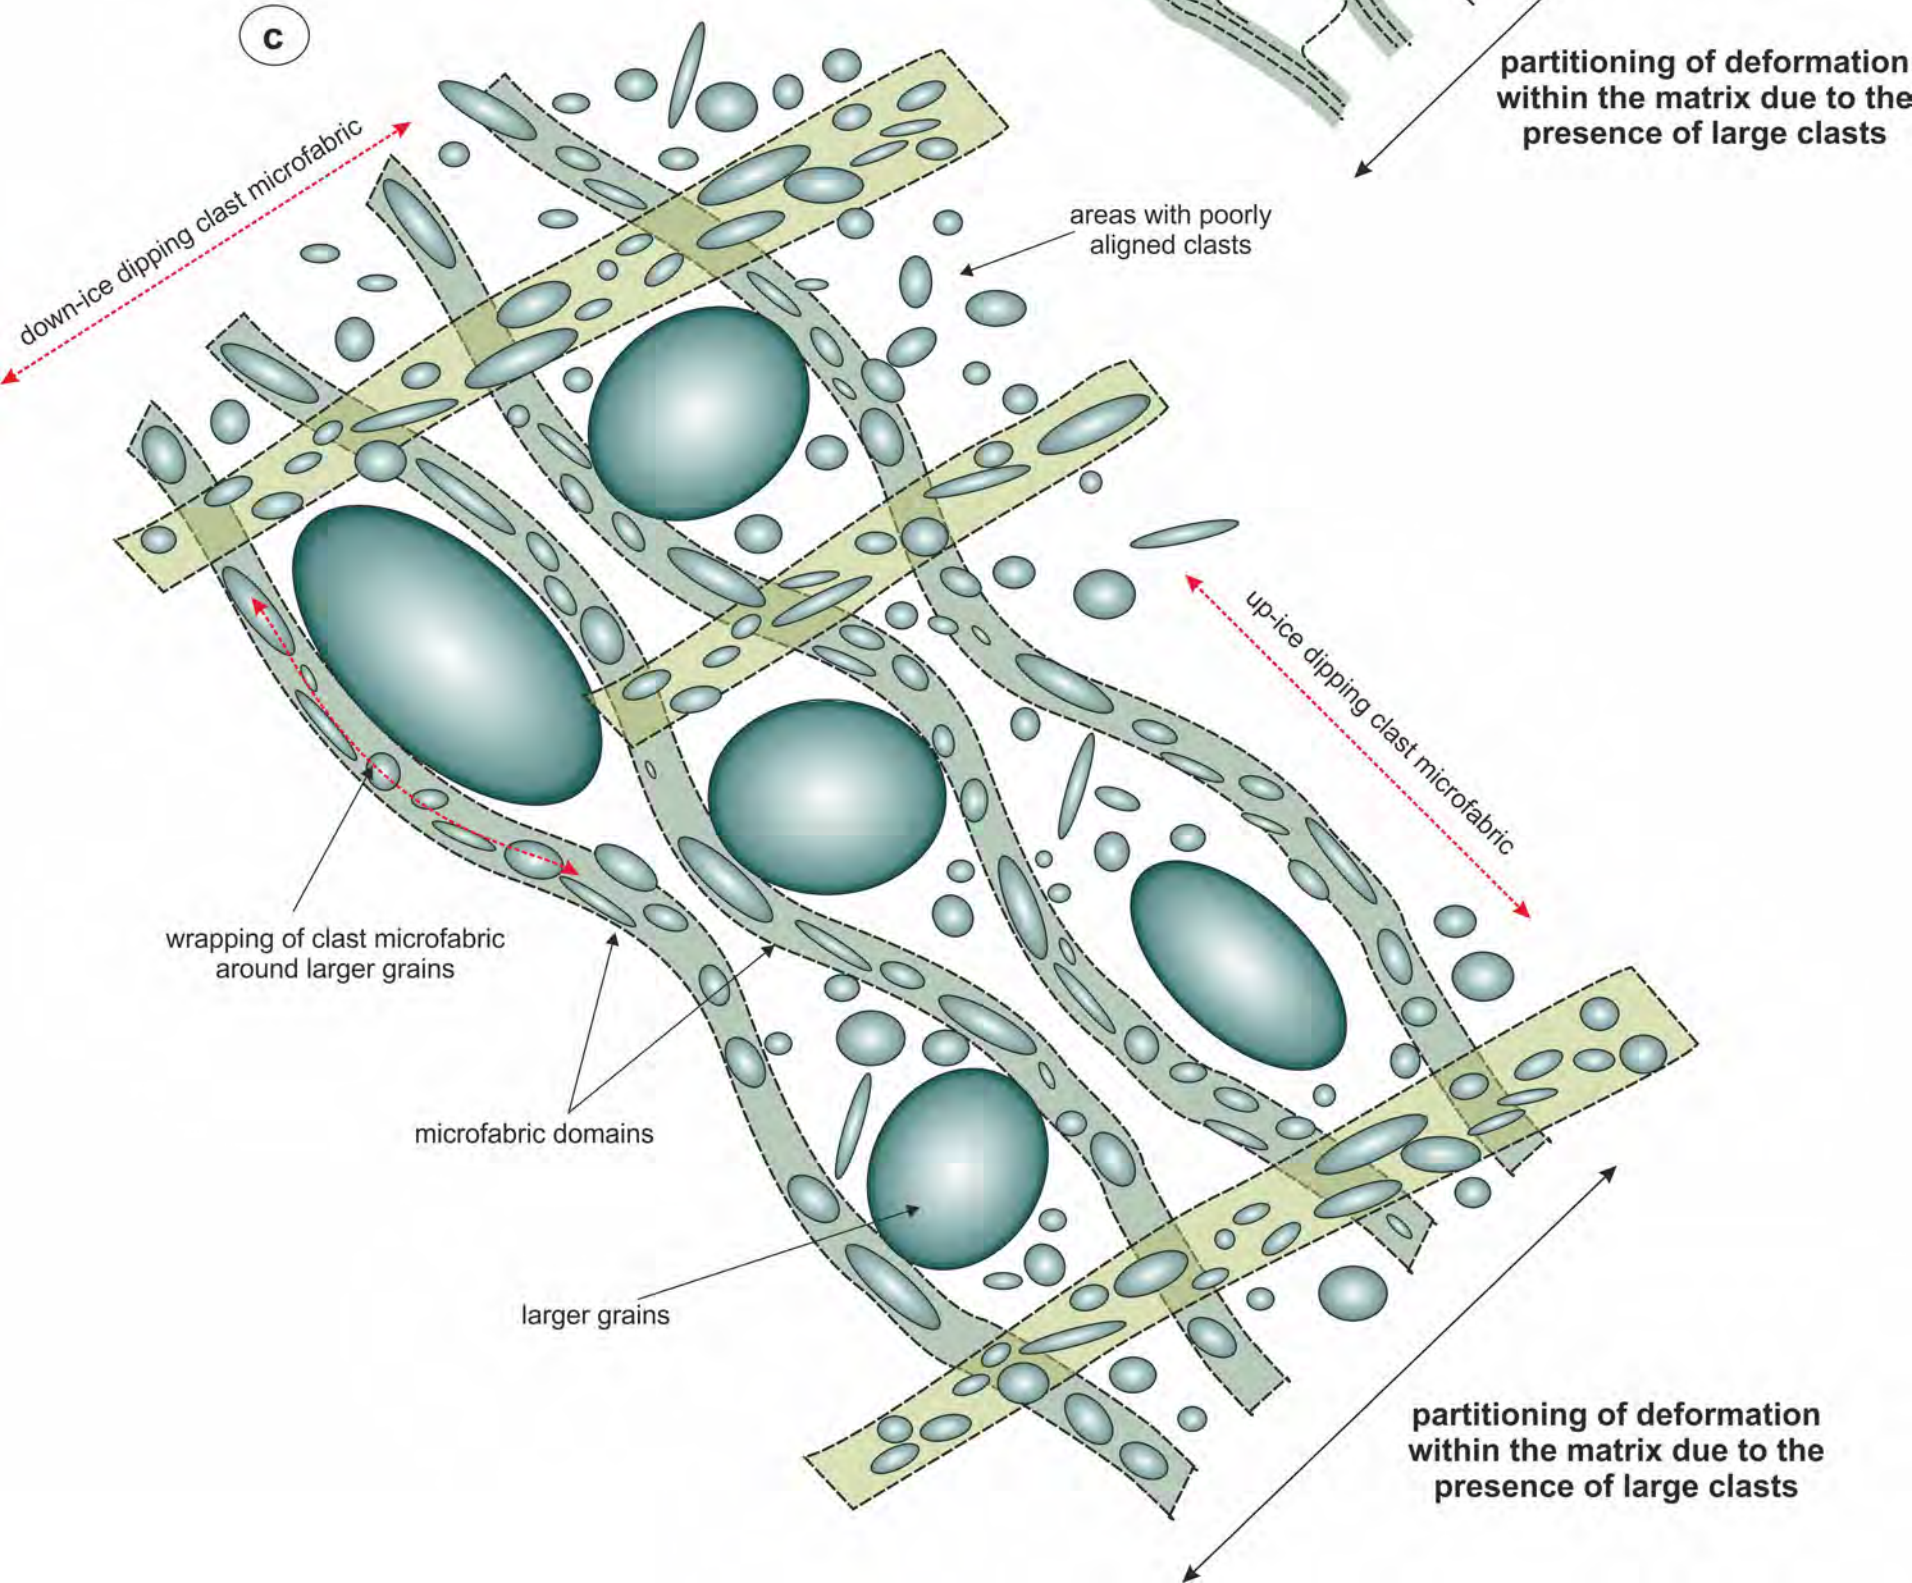 c
partitioning of deformation
within the matrix due to the
presence of large clasts
down-ice dipping clast microfabric
areas with poorly
aligned clasts
up-ice dipping clast microfabric
wrapping of clast microfabric
around larger grains
microfabric domains
larger grains
partitioning of deformation
within the matrix due to the
presence of large clasts